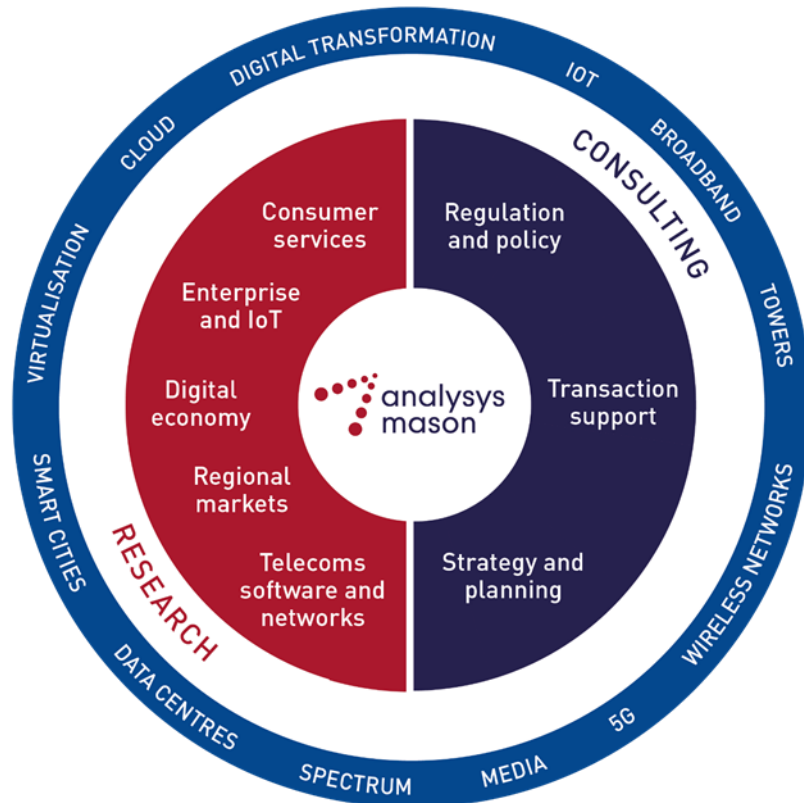 DIGITAL TRANSFORMATION
IOT
BROADBAND
TOWERS
WIRELESS NETWORKS
5G
MEDIA
SPECTRUM
DATA CENTRES
SMART CITIES
VIRTUALISATION
CLOUD
CONSULTING
RESEARCH
Consumer
services
Enterprise
and IoT
Digital
economy
Regional
markets
Telecoms
software and
networks
Regulation
and policy
Transaction
support
Strategy and
planning
analysys
mason